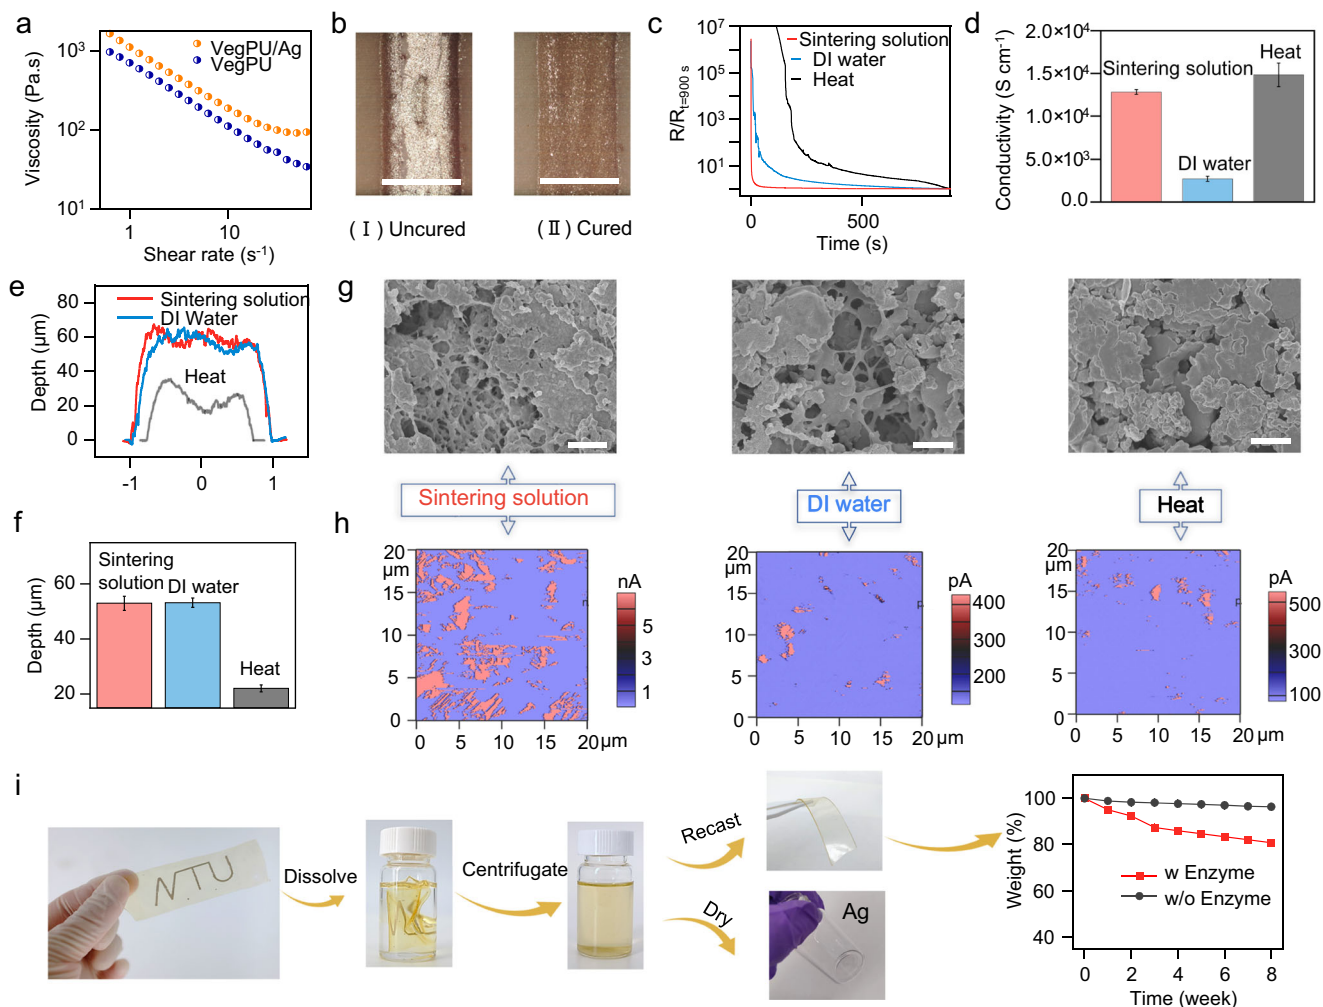 a
Viscosity (Pa.s)
10³
10²
10¹
VegPU/Ag
VegPU
1
10
Shear rate (s⁻¹)
b
(Ⅰ) Uncured
(Ⅱ) Cured
c
R/Rt=900 s
10⁷
10⁵
10³
10¹
Sintering solution
DI water
Heat
0
500
Time (s)
d
Conductivity (S cm⁻¹)
2.0×10⁴
1.5×10⁴
1.0×10⁴
5.0×10³
0.0
Sintering solution
DI water
Heat
e
Depth (μm)
80
60
40
20
0
Sintering solution
DI Water
Heat
-1
0
1
f
Depth (μm)
60
40
20
Sintering
solution
DI water
Heat
g
Sintering solution
DI water
Heat
h
20
μm
15
10
5
0
0
5
10
15
20 μm
nA
5
3
1
20
μm
15
10
5
0
0
5
10
15
20 μm
pA
400
300
200
20
μm
15
10
5
0
0
5
10
15
20 μm
pA
500
300
100
i
NTU
Dissolve
Centrifugate
Recast
Dry
Ag
Weight (%)
100
80
60
40
w Enzyme
w/o Enzyme
0
2
4
6
8
Time (week)